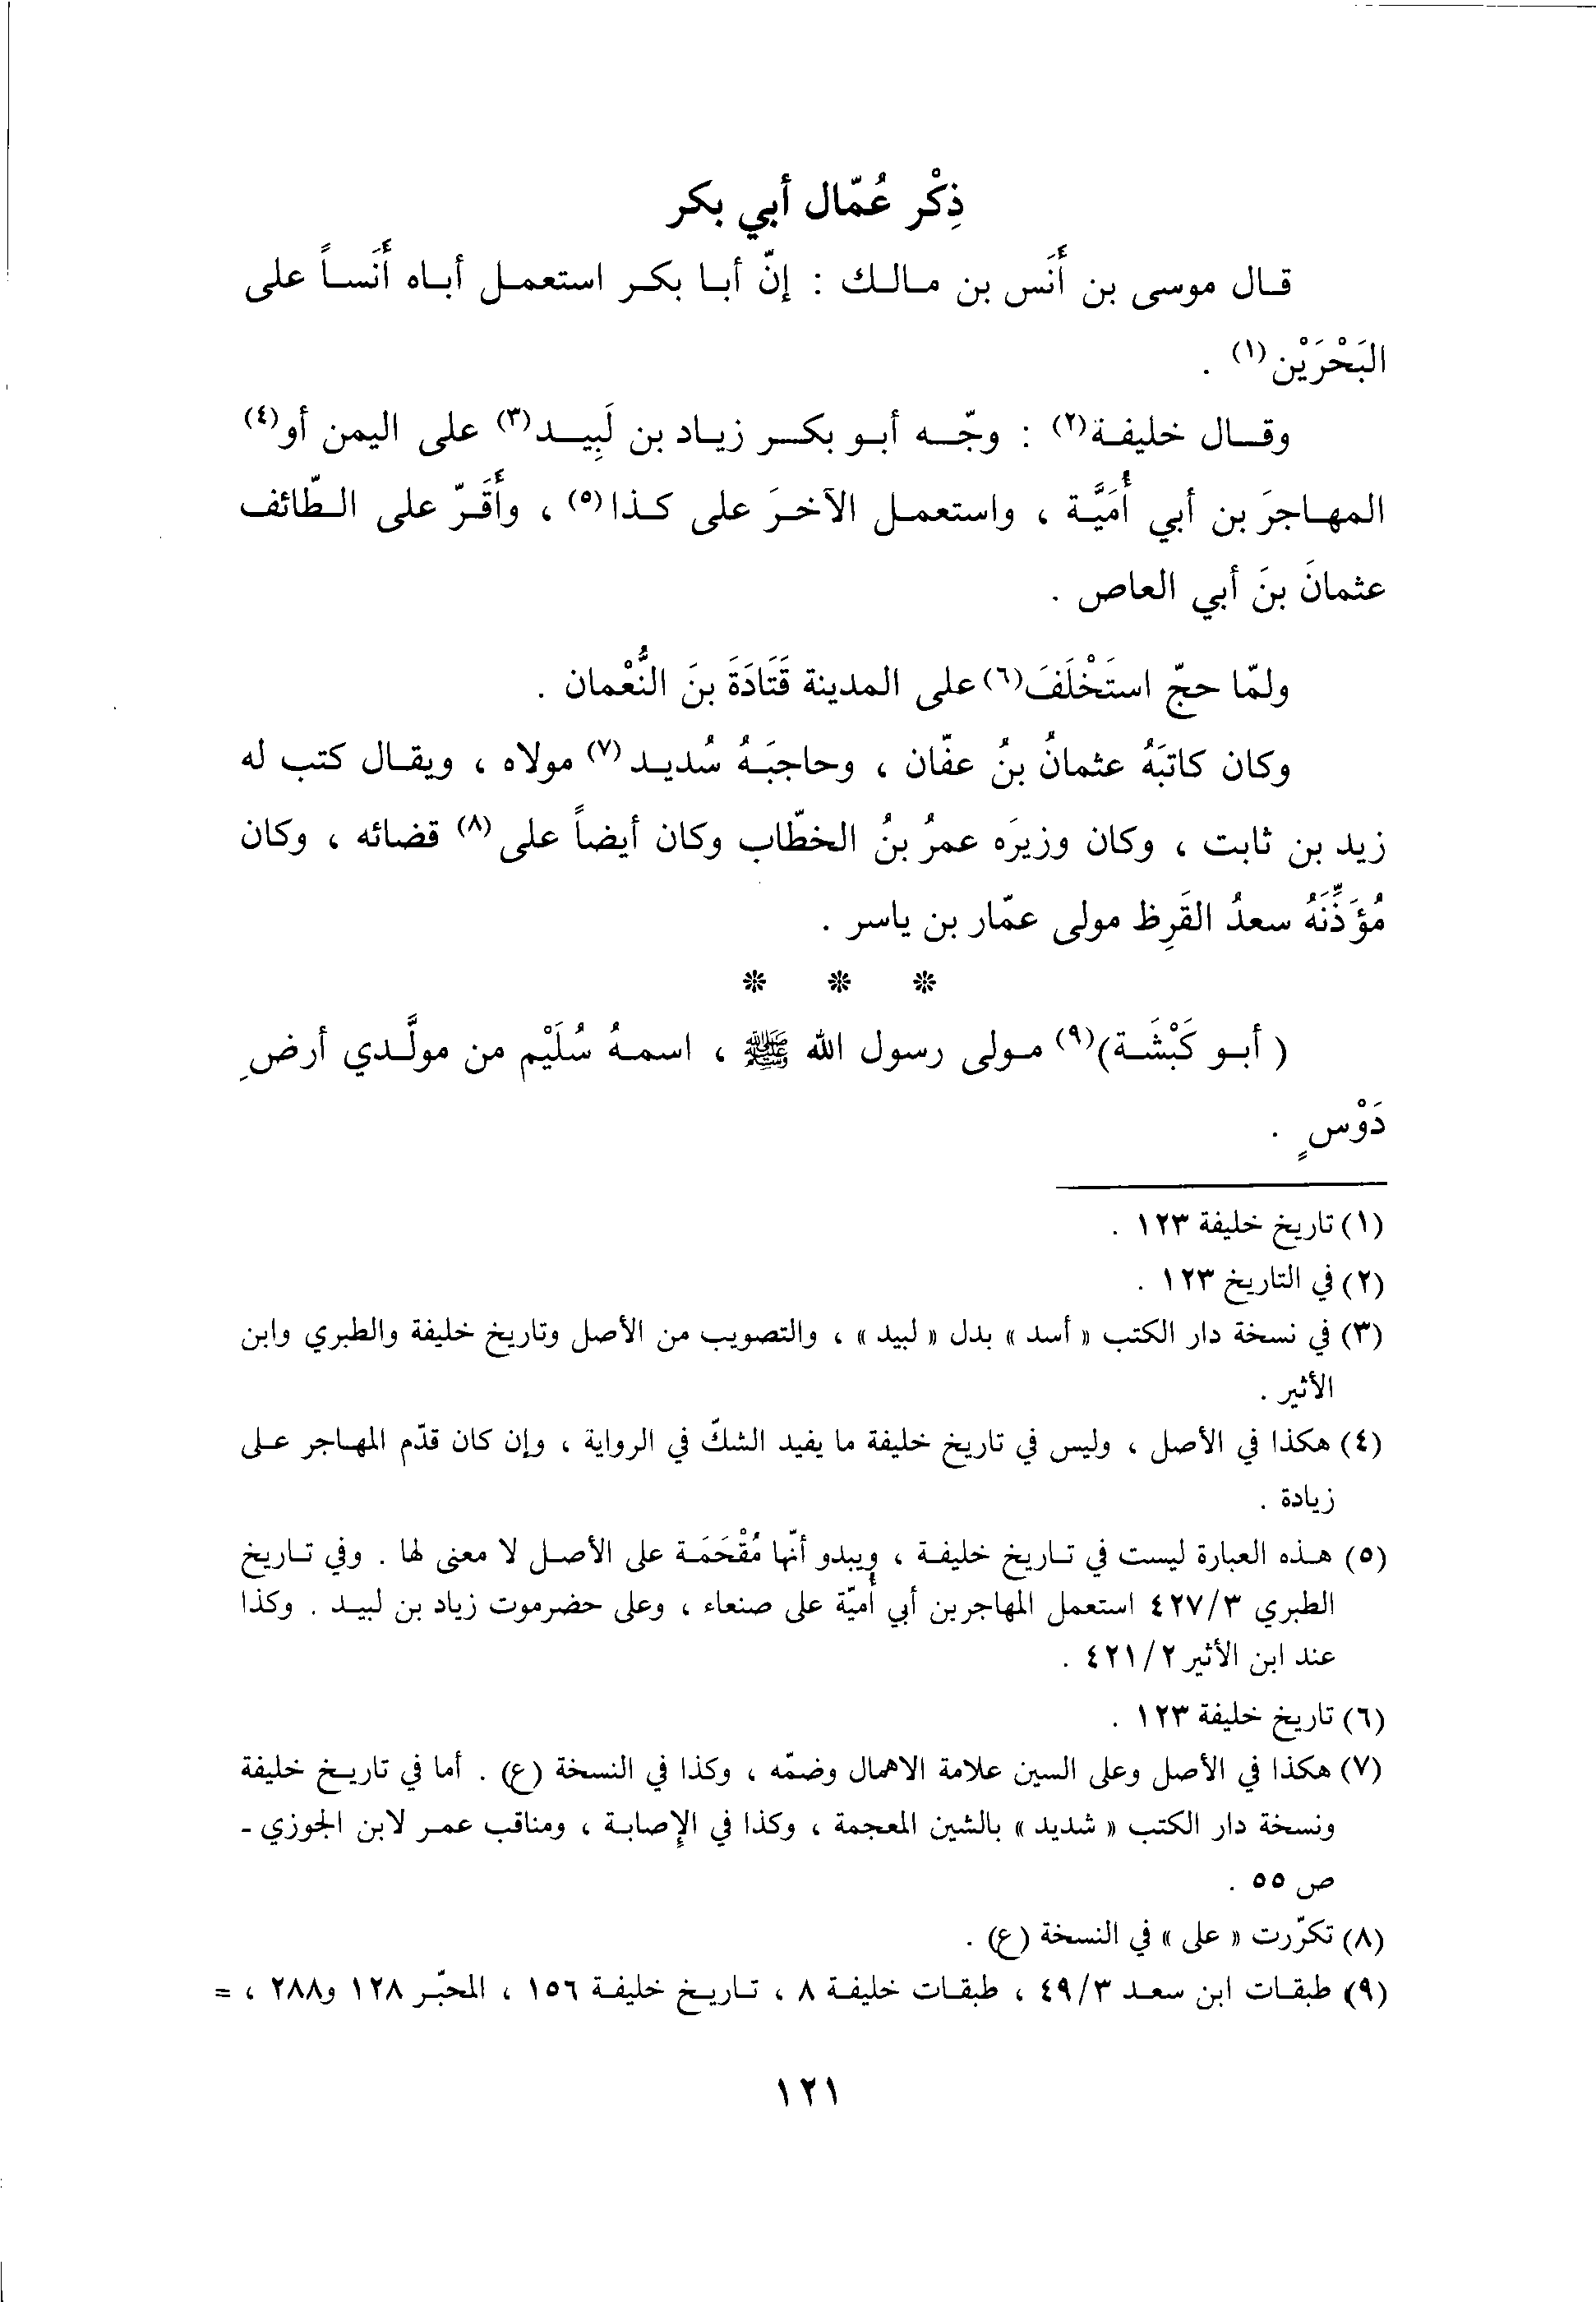 ذِكْر عُمّال أبي بكر
قال موسى بن أَنَس بن مالك : إنّ أبا بكر استعمل أباه أَنَساً على
البَحْرَيْن(١) .
وقال خليفة(٢) : وجّه أبو بكر زياد بن لَبِيد(٣) على اليمن أو(٤)
المهاجرَ بن أبي أُمَيَّة ، واستعمل الآخرَ على كذا(٥) ، وأَقَرّ على الطّائف
عثمانَ بنَ أبي العاص .
ولمّا حجّ استَخْلَفَ(٦) على المدينة قَتَادَةَ بنَ النُّعْمان .
وكان كاتبَهُ عثمانُ بنُ عفّان ، وحاجبَهُ سُديد(٧) مولاه ، ويقال كتب له
زيد بن ثابت ، وكان وزيرَه عمرُ بنُ الخطّاب وكان أيضاً على(٨) قضائه ، وكان
مُؤَذِّنَهُ سعدُ القَرِظ مولى عمّار بن ياسر .
* * *
( أبو كَبْشَة)(٩) مولى رسول الله ﷺ ، اسمهُ سُلَيْم من مولَّدي أرضِ
دَوْسٍ .
(١) تاريخ خليفة ١٢٣ .
(٢) في التاريخ ١٢٣ .
(٣) في نسخة دار الكتب « أسد » بدل « لبيد » ، والتصويب من الأصل وتاريخ خليفة والطبري وابن
الأثير .
(٤) هكذا في الأصل ، وليس في تاريخ خليفة ما يفيد الشكّ في الرواية ، وإن كان قدّم المهاجر على
زيادة .
(٥) هذه العبارة ليست في تاريخ خليفة ، ويبدو أنّها مُقْحَمَة على الأصل لا معنى لها . وفي تاريخ
الطبري ٤٢٧/٣ استعمل المهاجر بن أبي أُميّة على صنعاء ، وعلى حضرموت زياد بن لبيد . وكذا
عند ابن الأثير ٤٢١/٢ .
(٦) تاريخ خليفة ١٢٣ .
(٧) هكذا في الأصل وعلى السين علامة الاهمال وضمّه ، وكذا في النسخة (ع) . أما في تاريخ خليفة
ونسخة دار الكتب « شديد » بالشين المعجمة ، وكذا في الإصابة ، ومناقب عمر لابن الجوزي -
ص ٥٥ .
(٨) تكرّرت « على » في النسخة (ع) .
(٩) طبقات ابن سعد ٤٩/٣ ، طبقات خليفة ٨ ، تاريخ خليفة ١٥٦ ، المحبّر ١٢٨ و٢٨٨ ، =
١٢١